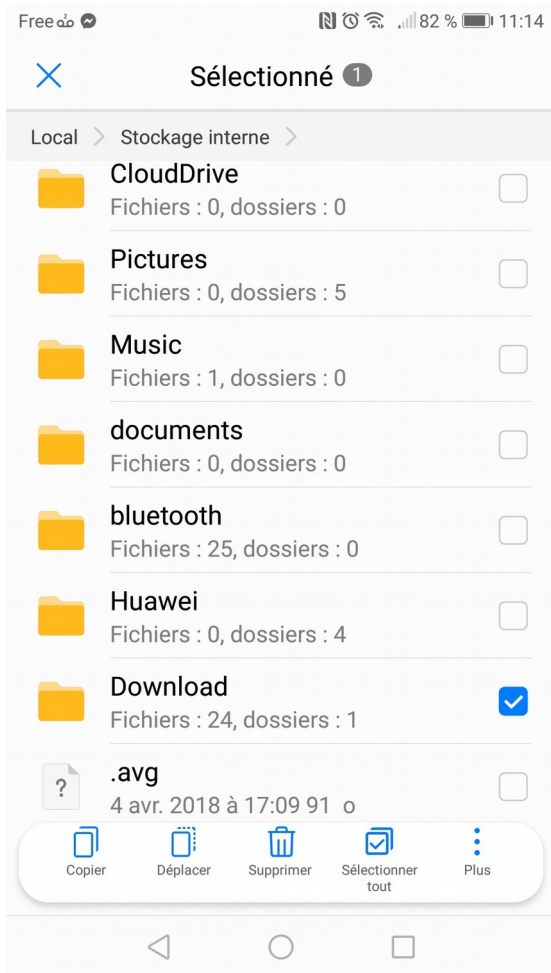 Free
82 % 11:14
Sélectionné 1
Local Stockage interne
CloudDrive
Fichiers : 0, dossiers : 0
Pictures
Fichiers : 0, dossiers : 5
Music
Fichiers : 1, dossiers : 0
documents
Fichiers : 0, dossiers : 0
bluetooth
Fichiers : 25, dossiers : 0
Huawei
Fichiers : 0, dossiers : 4
Download
Fichiers : 24, dossiers : 1
?
.avg
4 avr. 2018 à 17:09 91 o
Copier
Déplacer
Supprimer
Sélectionner
tout
Plus